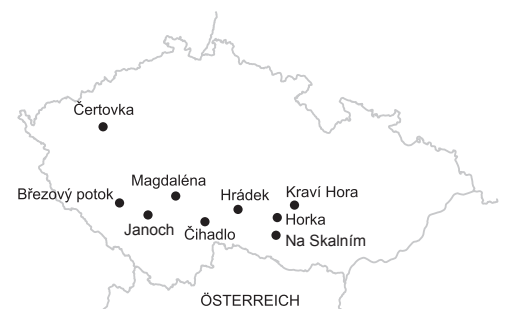 Čertovka
Magdaléna
Březový potok
Hrádek
Kraví Hora
Horka
Janoch
Čihadlo
Na Skalním
ÖSTERREICH